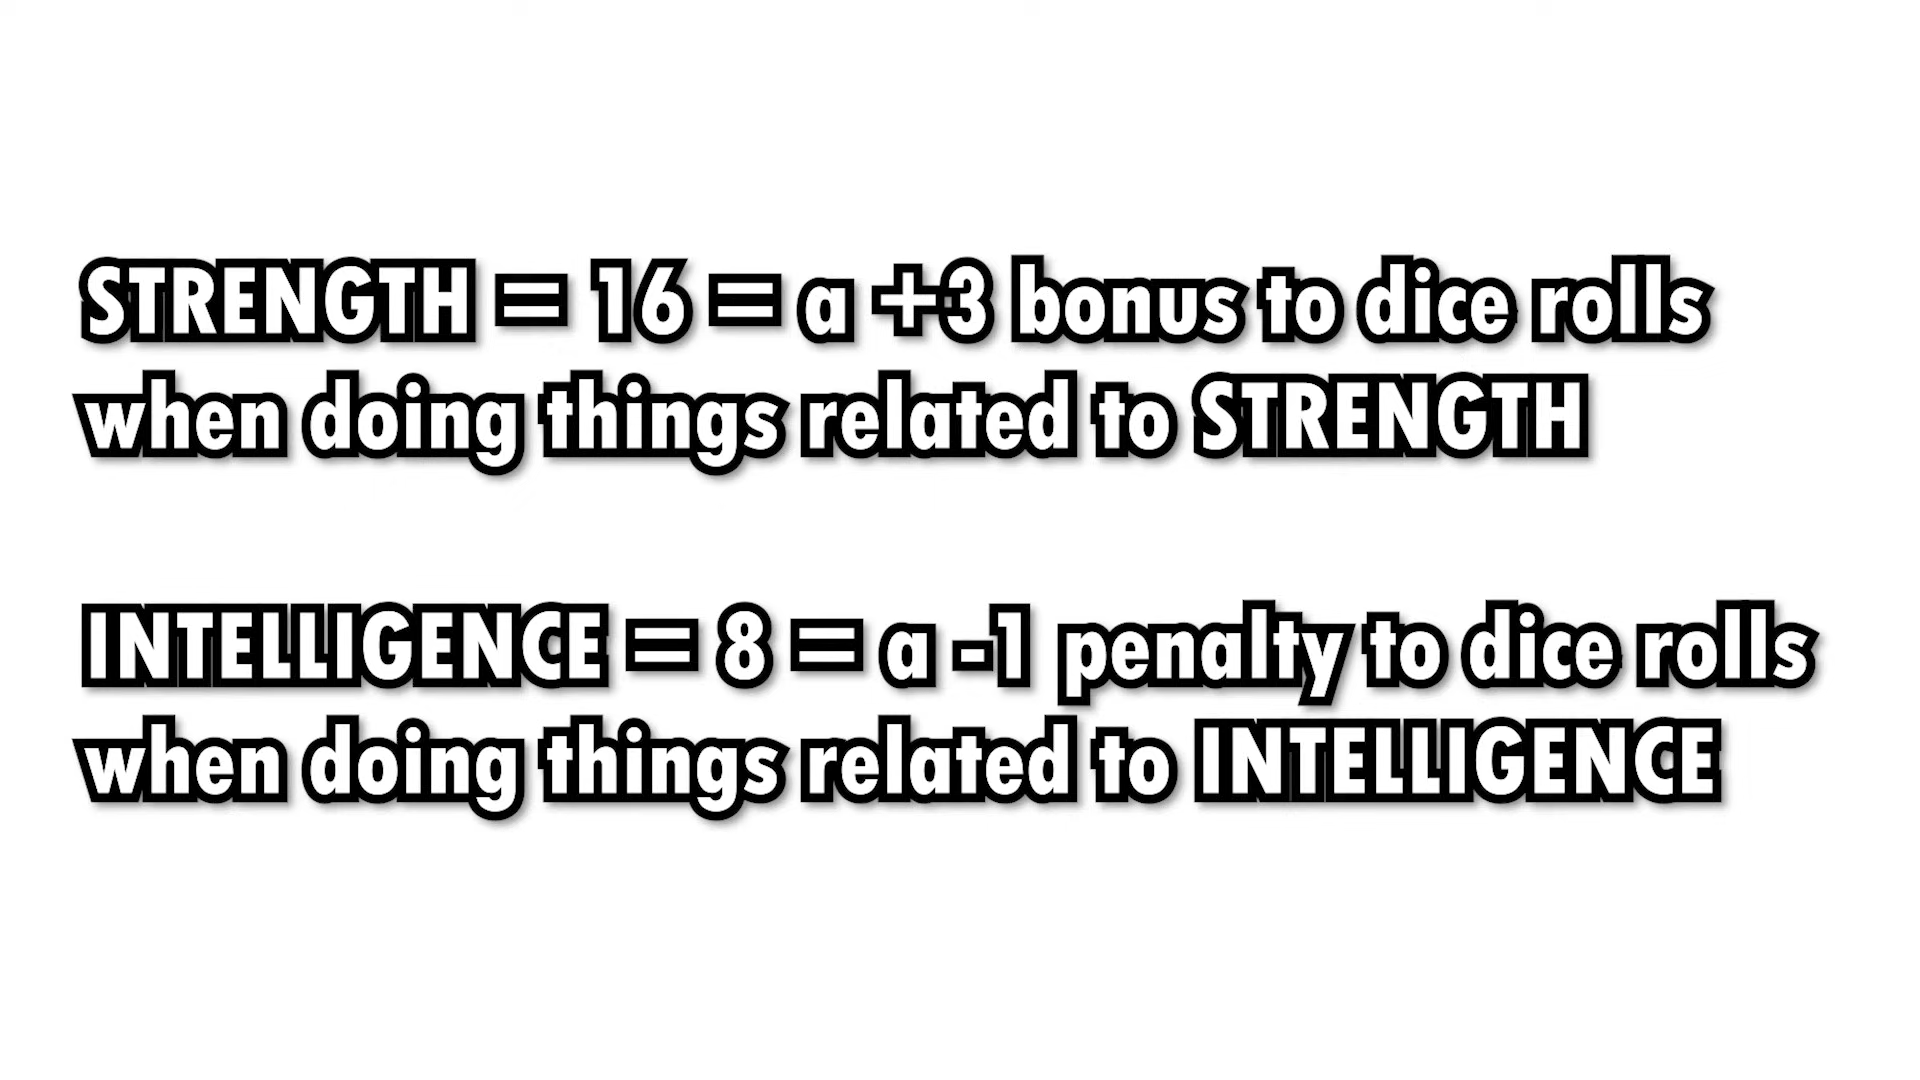 STRENGTH = 16 = a +3 bonus to dice rolls
when doing things related to STRENGTH
INTELLIGENCE = 8 = a -1 penalty to dice rolls
when doing things related to INTELLIGENCE